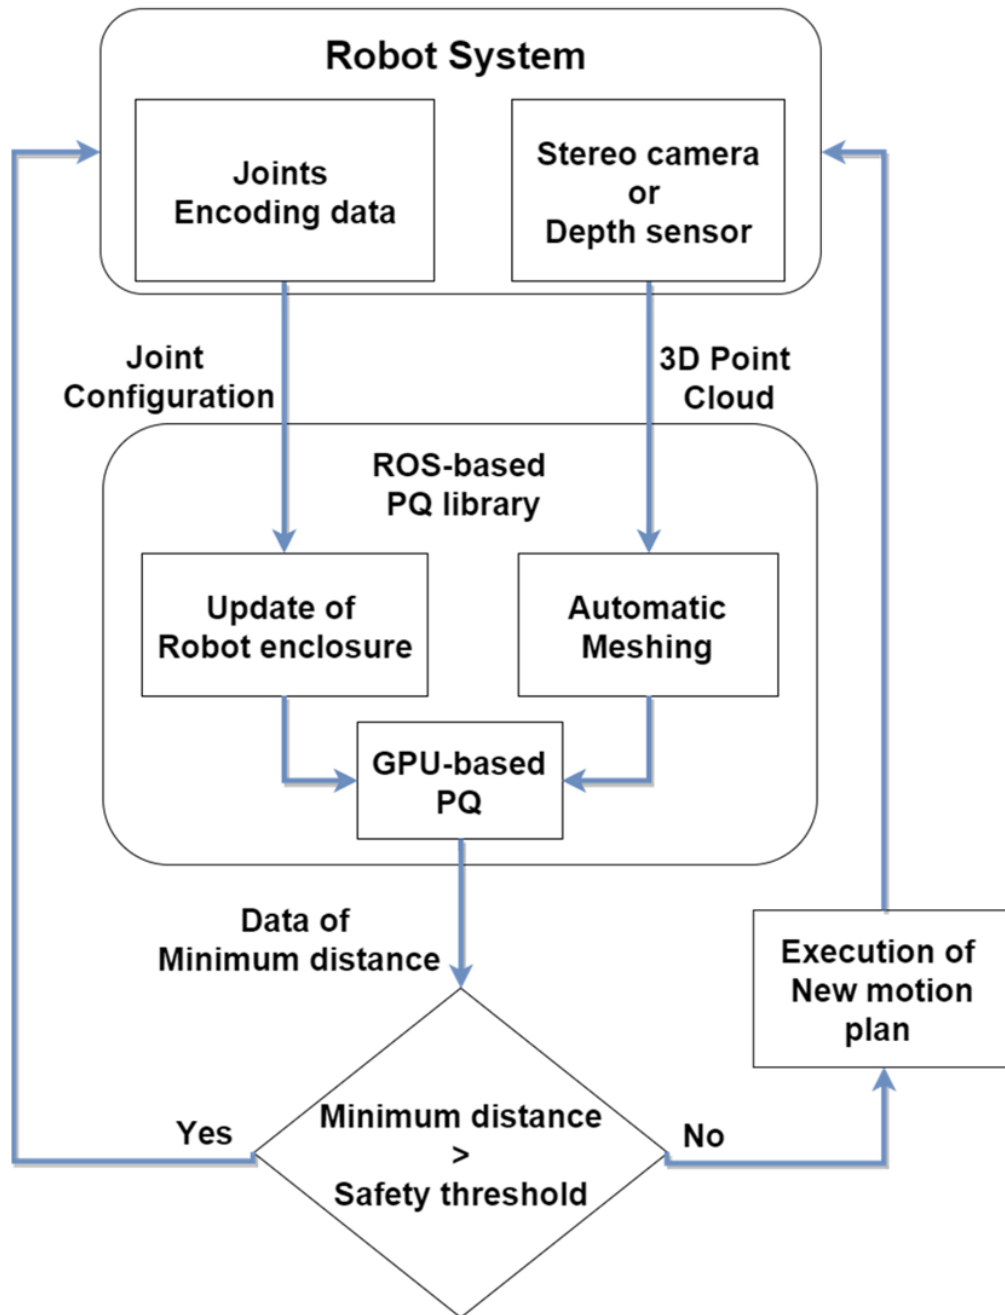 Robot System
Joints
Encoding data
Stereo camera
or
Depth sensor
Joint
Configuration
3D Point
Cloud
ROS-based
PQ library
Update of
Robot enclosure
Automatic
Meshing
GPU-based
PQ
Data of
Minimum distance
Execution of
New motion
plan
Yes
Minimum distance
>
Safety threshold
No